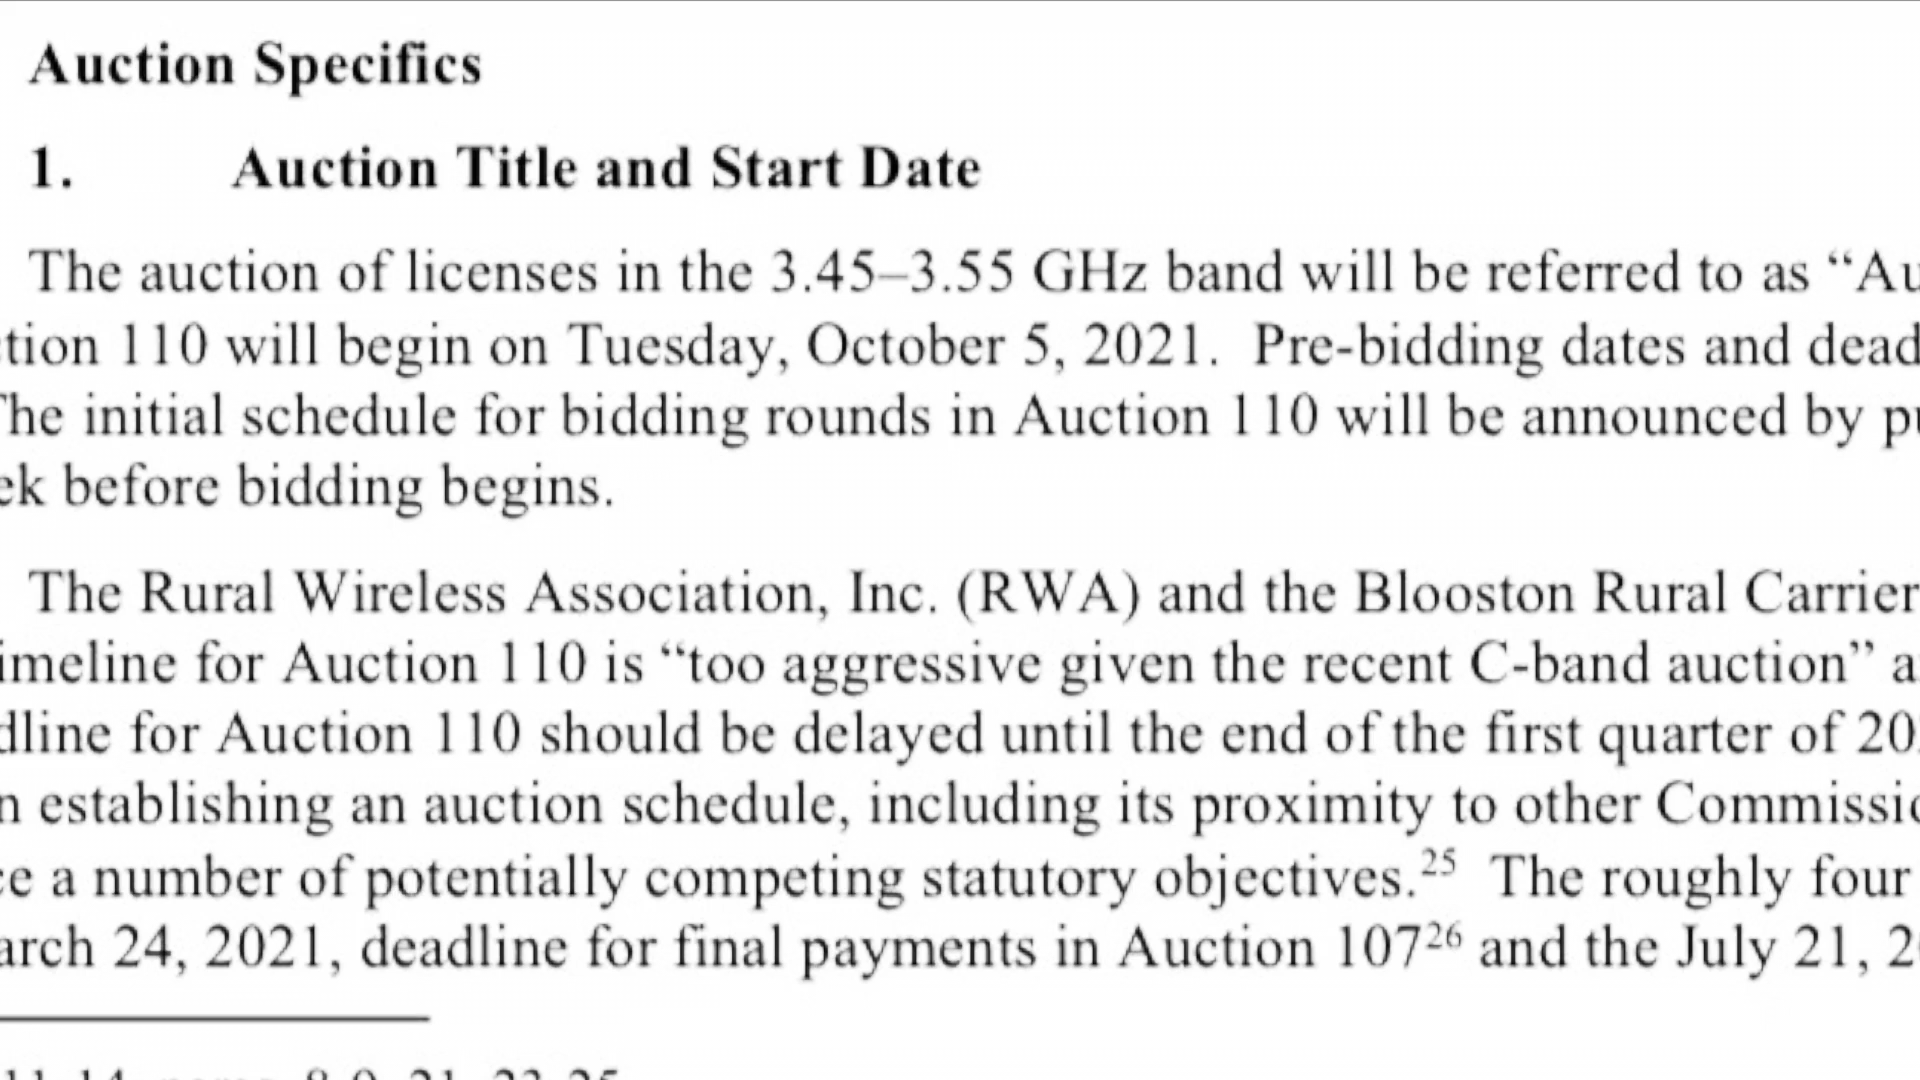 Auction Specifics
1. Auction Title and Start Date
The auction of licenses in the 3.45–3.55 GHz band will be referred to as “Au
tion 110 will begin on Tuesday, October 5, 2021. Pre-bidding dates and dead
The initial schedule for bidding rounds in Auction 110 will be announced by pu
ek before bidding begins.
The Rural Wireless Association, Inc. (RWA) and the Blooston Rural Carrier
imeline for Auction 110 is “too aggressive given the recent C-band auction” a
dline for Auction 110 should be delayed until the end of the first quarter of 20
n establishing an auction schedule, including its proximity to other Commissio
ce a number of potentially competing statutory objectives.25 The roughly four
arch 24, 2021, deadline for final payments in Auction 10726 and the July 21, 2